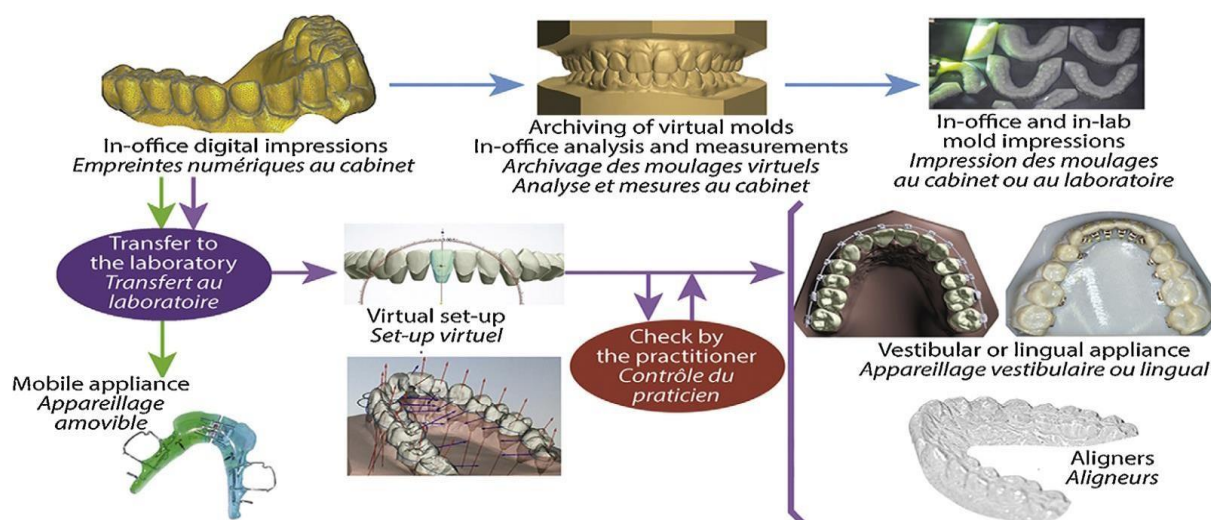 In-office digital impressions
Empreintes numériques au cabinet
Archiving of virtual molds
In-office analysis and measurements
Archivage des moulages virtuels
Analyse et mesures au cabinet
In-office and in-lab
mold impressions
Impression des moulages
au cabinet ou au laboratoire
Transfer to
the laboratory
Transfert au
laboratoire
Virtual set-up
Set-up virtuel
Check by
the practitioner
Contrôle du
praticien
Vestibular or lingual appliance
Appareillage vestibulaire ou lingual
Mobile appliance
Appareillage
amovible
Aligners
Aligneurs